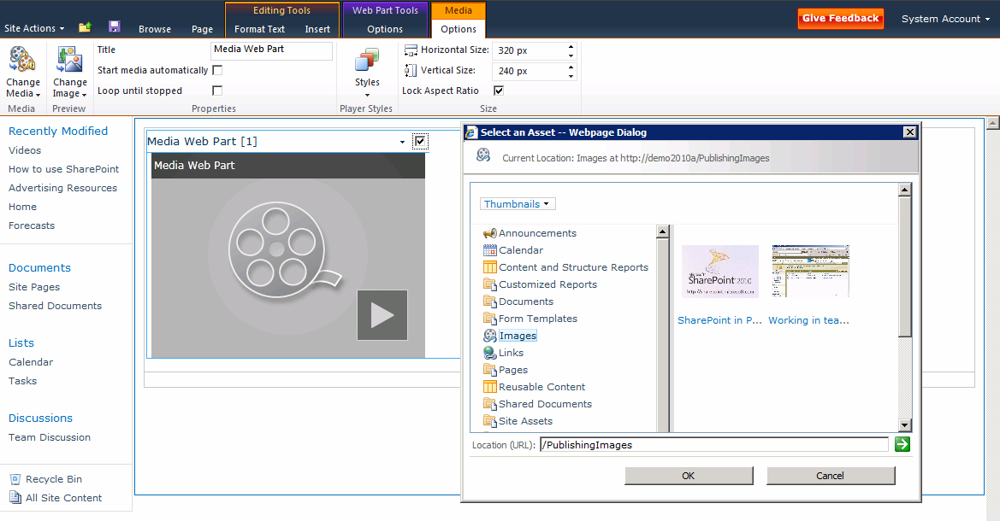 Editing Tools
Web Part Tools
Media
Give Feedback
System Account
Site Actions
Browse
Page
Format Text
Insert
Options
Options
Change Media
Media
Change Image
Preview
Title
Media Web Part
Start media automatically
Loop until stopped
Properties
Styles
Player Styles
Horizontal Size:
320 px
Vertical Size:
240 px
Lock Aspect Ratio
Size
Recently Modified
Videos
How to use SharePoint
Advertising Resources
Home
Forecasts
Documents
Site Pages
Shared Documents
Lists
Calendar
Tasks
Discussions
Team Discussion
Recycle Bin
All Site Content
Media Web Part [1]
Media Web Part
Select an Asset -- Webpage Dialog
Current Location: Images at http://demo2010a/PublishingImages
Thumbnails
Announcements
Calendar
Content and Structure Reports
Customized Reports
Documents
Form Templates
Images
Links
Pages
Reusable Content
Shared Documents
Site Assets
Microsoft
SharePoint 2010
http://sharepoint.microsoft.com
SharePoint in P...
Working in tea...
Location (URL):
/PublishingImages
OK
Cancel